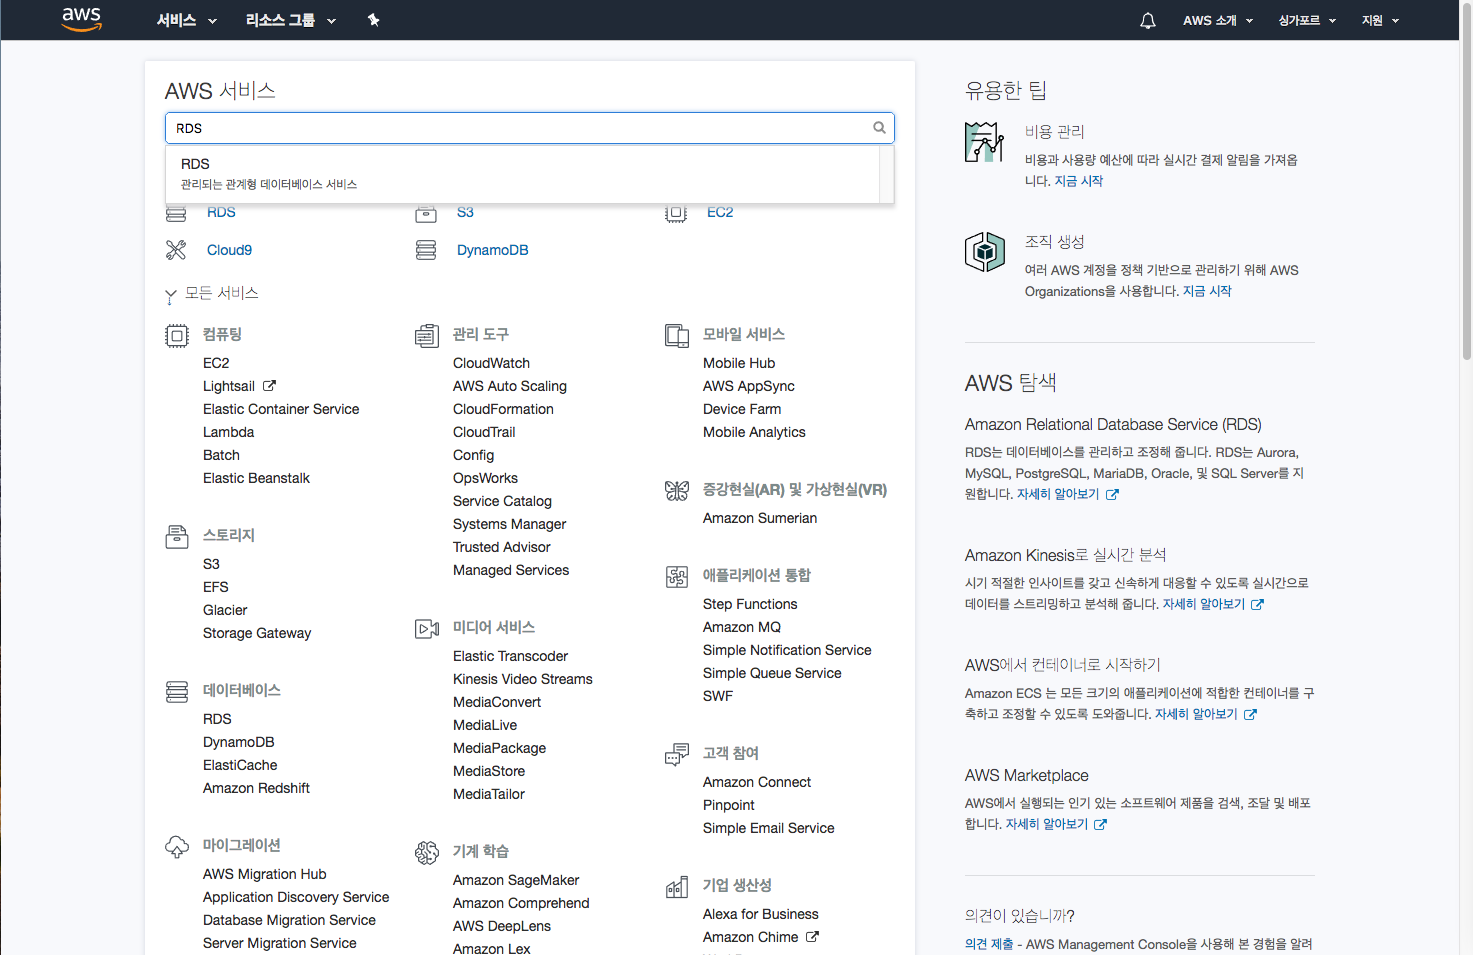 aws
서비스
리소스 그룹
AWS 소개
싱가포르
지원
AWS 서비스
RDS
RDS
관리되는 관계형 데이터베이스 서비스
RDS
S3
EC2
Cloud9
DynamoDB
모든 서비스
컴퓨팅
EC2
Lightsail
Elastic Container Service
Lambda
Batch
Elastic Beanstalk
스토리지
S3
EFS
Glacier
Storage Gateway
데이터베이스
RDS
DynamoDB
ElastiCache
Amazon Redshift
마이그레이션
AWS Migration Hub
Application Discovery Service
Database Migration Service
Server Migration Service
관리 도구
CloudWatch
AWS Auto Scaling
CloudFormation
CloudTrail
Config
OpsWorks
Service Catalog
Systems Manager
Trusted Advisor
Managed Services
미디어 서비스
Elastic Transcoder
Kinesis Video Streams
MediaConvert
MediaLive
MediaPackage
MediaStore
MediaTailor
기계 학습
Amazon SageMaker
Amazon Comprehend
AWS DeepLens
Amazon Lex
모바일 서비스
Mobile Hub
AWS AppSync
Device Farm
Mobile Analytics
증강현실(AR) 및 가상현실(VR)
Amazon Sumerian
애플리케이션 통합
Step Functions
Amazon MQ
Simple Notification Service
Simple Queue Service
SWF
고객 참여
Amazon Connect
Pinpoint
Simple Email Service
기업 생산성
Alexa for Business
Amazon Chime
유용한 팁
비용 관리
비용과 사용량 예산에 따라 실시간 결제 알림을 가져옵
니다. 지금 시작
조직 생성
여러 AWS 계정을 정책 기반으로 관리하기 위해 AWS
Organizations을 사용합니다. 지금 시작
AWS 탐색
Amazon Relational Database Service (RDS)
RDS는 데이터베이스를 관리하고 조정해 줍니다. RDS는 Aurora,
MySQL, PostgreSQL, MariaDB, Oracle, 및 SQL Server를 지
원합니다. 자세히 알아보기
Amazon Kinesis로 실시간 분석
시기 적절한 인사이트를 갖고 신속하게 대응할 수 있도록 실시간으로
데이터를 스트리밍하고 분석해 줍니다. 자세히 알아보기
AWS에서 컨테이너로 시작하기
Amazon ECS 는 모든 크기의 애플리케이션에 적합한 컨테이너를 구
축하고 조정할 수 있도록 도와줍니다. 자세히 알아보기
AWS Marketplace
AWS에서 실행되는 인기 있는 소프트웨어 제품을 검색, 조달 및 배포
합니다. 자세히 알아보기
의견이 있습니까?
의견 제출 - AWS Management Console을 사용해 본 경험을 알려